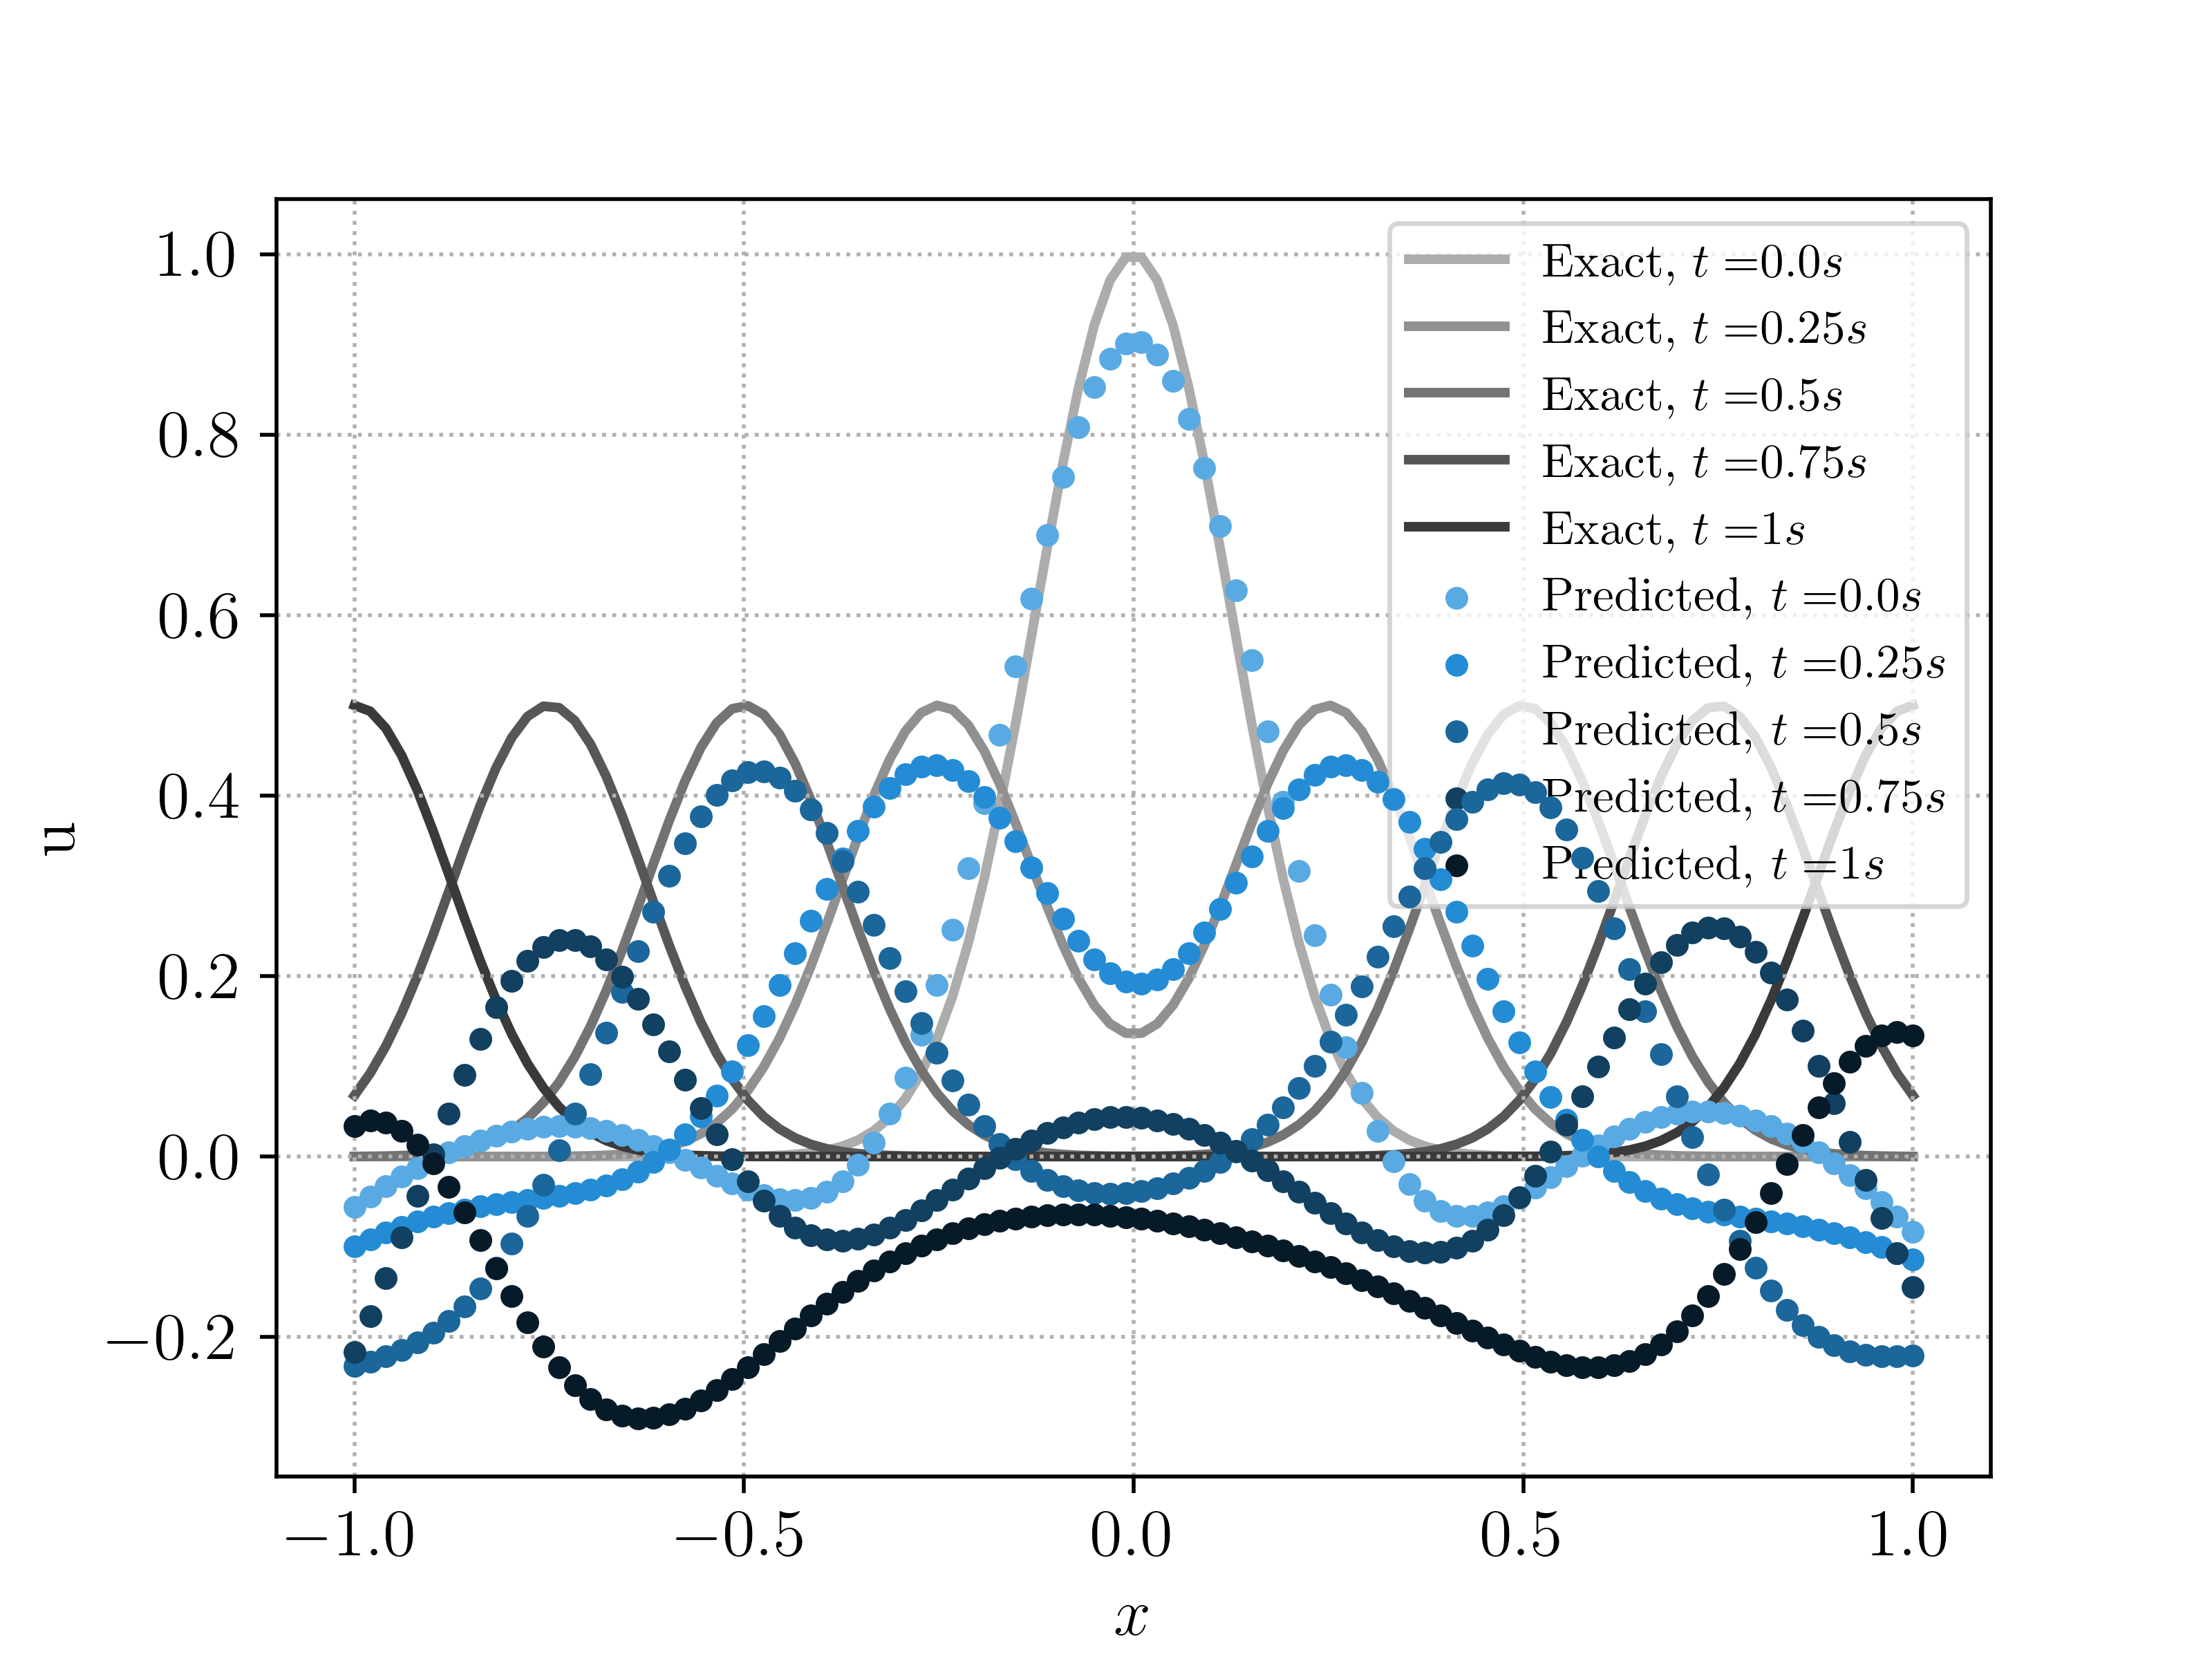 1.0
0.8
0.6
0.4
0.2
0.0
−0.2
u
Exact, t =0.0s
Exact, t =0.25s
Exact, t =0.5s
Exact, t =0.75s
Exact, t =1s
Predicted, t =0.0s
Predicted, t =0.25s
Predicted, t =0.5s
Predicted, t =0.75s
Predicted, t =1s
−1.0 −0.5 0.0 0.5 1.0
x